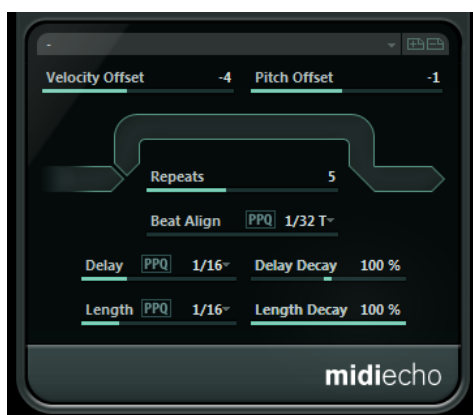 -
Velocity Offset -4 Pitch Offset -1
Repeats 5
Beat Align PPQ 1/32 T
Delay PPQ 1/16 Delay Decay 100 %
Length PPQ 1/16 Length Decay 100 %
midiecho